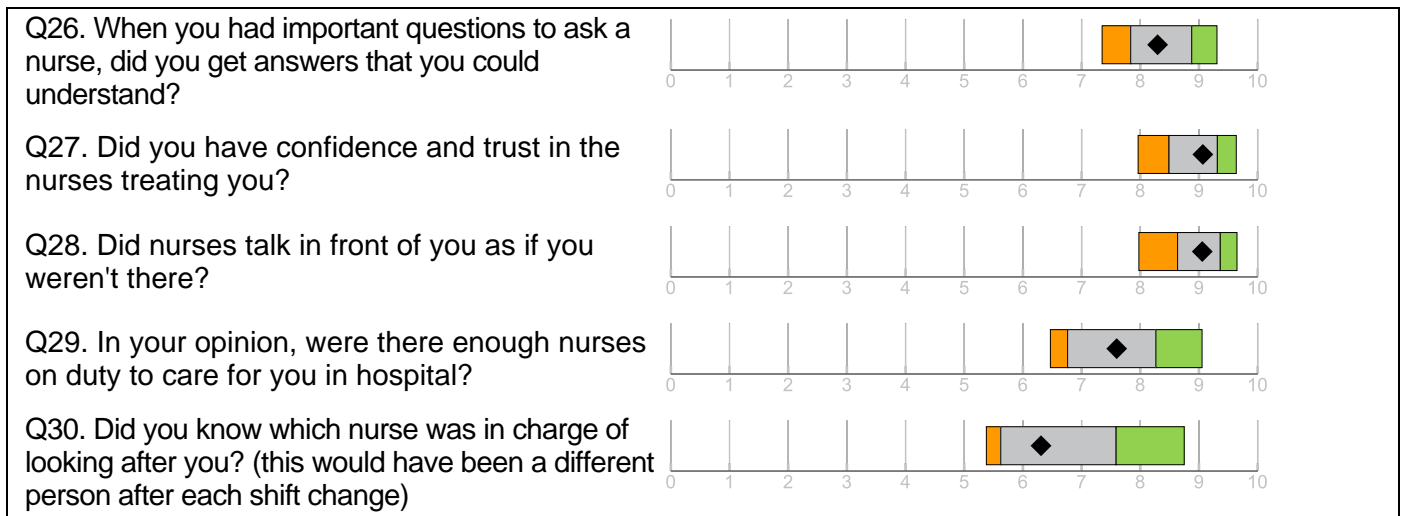 Q26. When you had important questions to ask a
nurse, did you get answers that you could
understand?
0 1 2 3 4 5 6 7 8 9 10
Q27. Did you have confidence and trust in the
nurses treating you?
0 1 2 3 4 5 6 7 8 9 10
Q28. Did nurses talk in front of you as if you
weren't there?
0 1 2 3 4 5 6 7 8 9 10
Q29. In your opinion, were there enough nurses
on duty to care for you in hospital?
0 1 2 3 4 5 6 7 8 9 10
Q30. Did you know which nurse was in charge of
looking after you? (this would have been a different
person after each shift change)
0 1 2 3 4 5 6 7 8 9 10